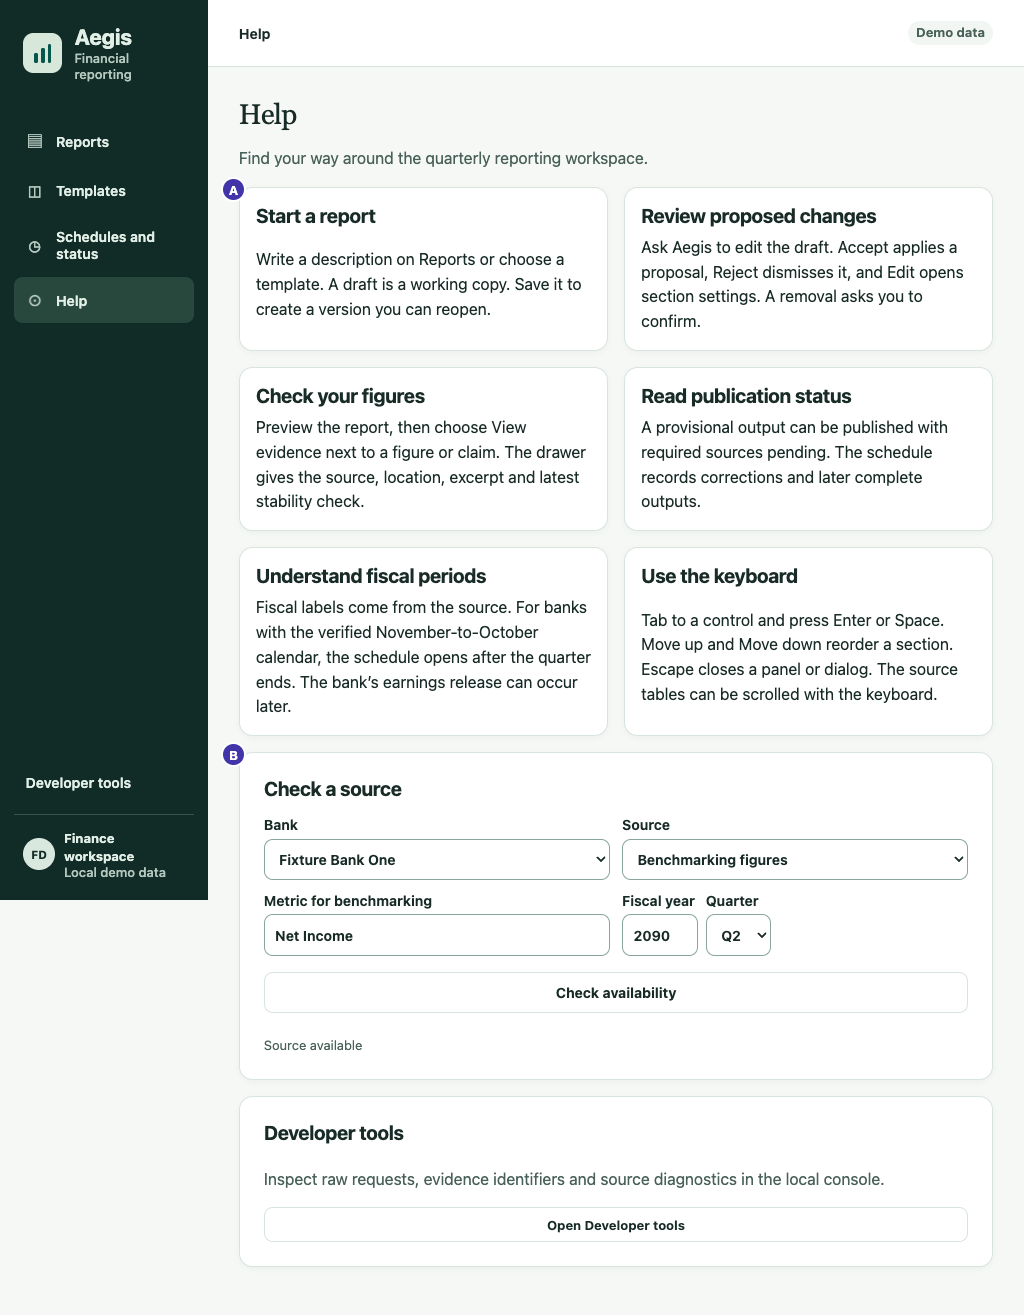 Aegis
Financial
reporting
Reports
Templates
Schedules and
status
Help
Developer tools
FD
Finance
workspace
Local demo data
Help
Demo data
Help
Find your way around the quarterly reporting workspace.
A
Start a report
Write a description on Reports or choose a
template. A draft is a working copy. Save it to
create a version you can reopen.
Review proposed changes
Ask Aegis to edit the draft. Accept applies a
proposal, Reject dismisses it, and Edit opens
section settings. A removal asks you to
confirm.
Check your figures
Preview the report, then choose View
evidence next to a figure or claim. The drawer
gives the source, location, excerpt and latest
stability check.
Read publication status
A provisional output can be published with
required sources pending. The schedule
records corrections and later complete
outputs.
Understand fiscal periods
Fiscal labels come from the source. For banks
with the verified November-to-October
calendar, the schedule opens after the quarter
ends. The bank’s earnings release can occur
later.
Use the keyboard
Tab to a control and press Enter or Space.
Move up and Move down reorder a section.
Escape closes a panel or dialog. The source
tables can be scrolled with the keyboard.
B
Check a source
Bank
Fixture Bank One
Source
Benchmarking figures
Metric for benchmarking
Net Income
Fiscal year
2090
Quarter
Q2
Check availability
Source available
Developer tools
Inspect raw requests, evidence identifiers and source diagnostics in the local console.
Open Developer tools